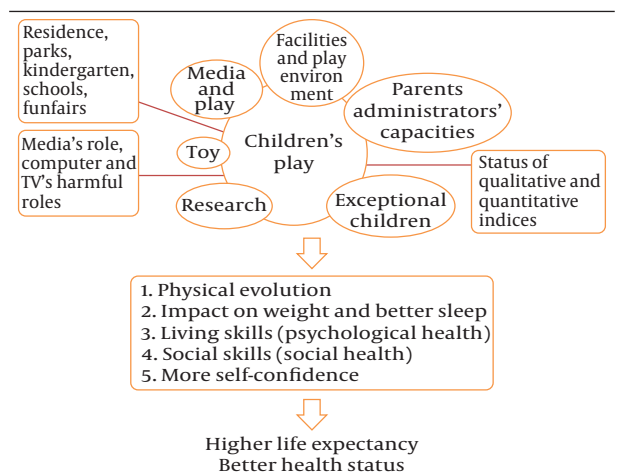 Residence,
parks,
kindergarten,
schools,
funfairs
Media's role,
computer and
TV's harmful
roles
Media
and
play
Facilities
and play
environ
ment
Parents
administrators'
capacities
Toy
Children's
play
Research
Exceptional
children
Status of
qualitative and
quantitative
indices
1. Physical evolution
2. Impact on weight and better sleep
3. Living skills (psychological health)
4. Social skills (social health)
5. More self-confidence
Higher life expectancy
Better health status